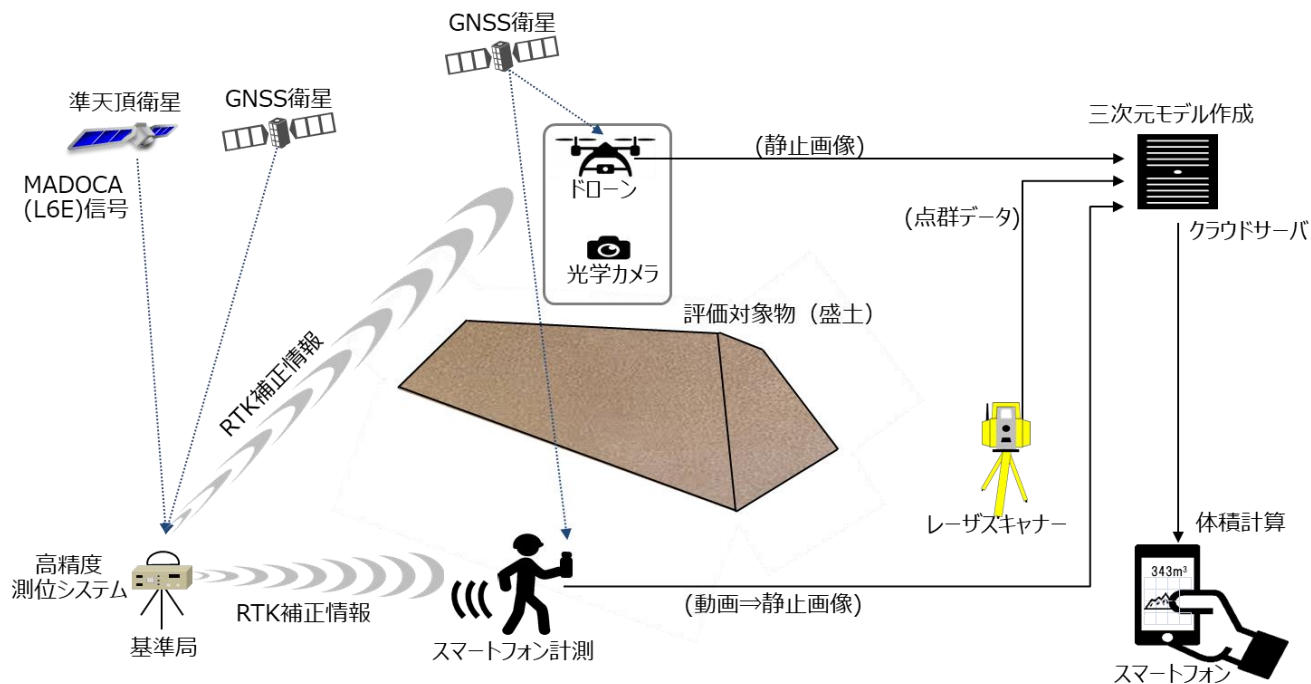 GNSS衛星
準天頂衛星
GNSS衛星
MADOCA
(L6E)信号
ドローン
光学カメラ
(静止画像)
三次元モデル作成
(点群データ)
クラウドサーバ
評価対象物（盛土）
RTK補正情報
レーザスキャナー
体積計算
343m³
高精度
測位システム
基準局
RTK補正情報
スマートフォン計測
(動画⇒静止画像)
スマートフォン